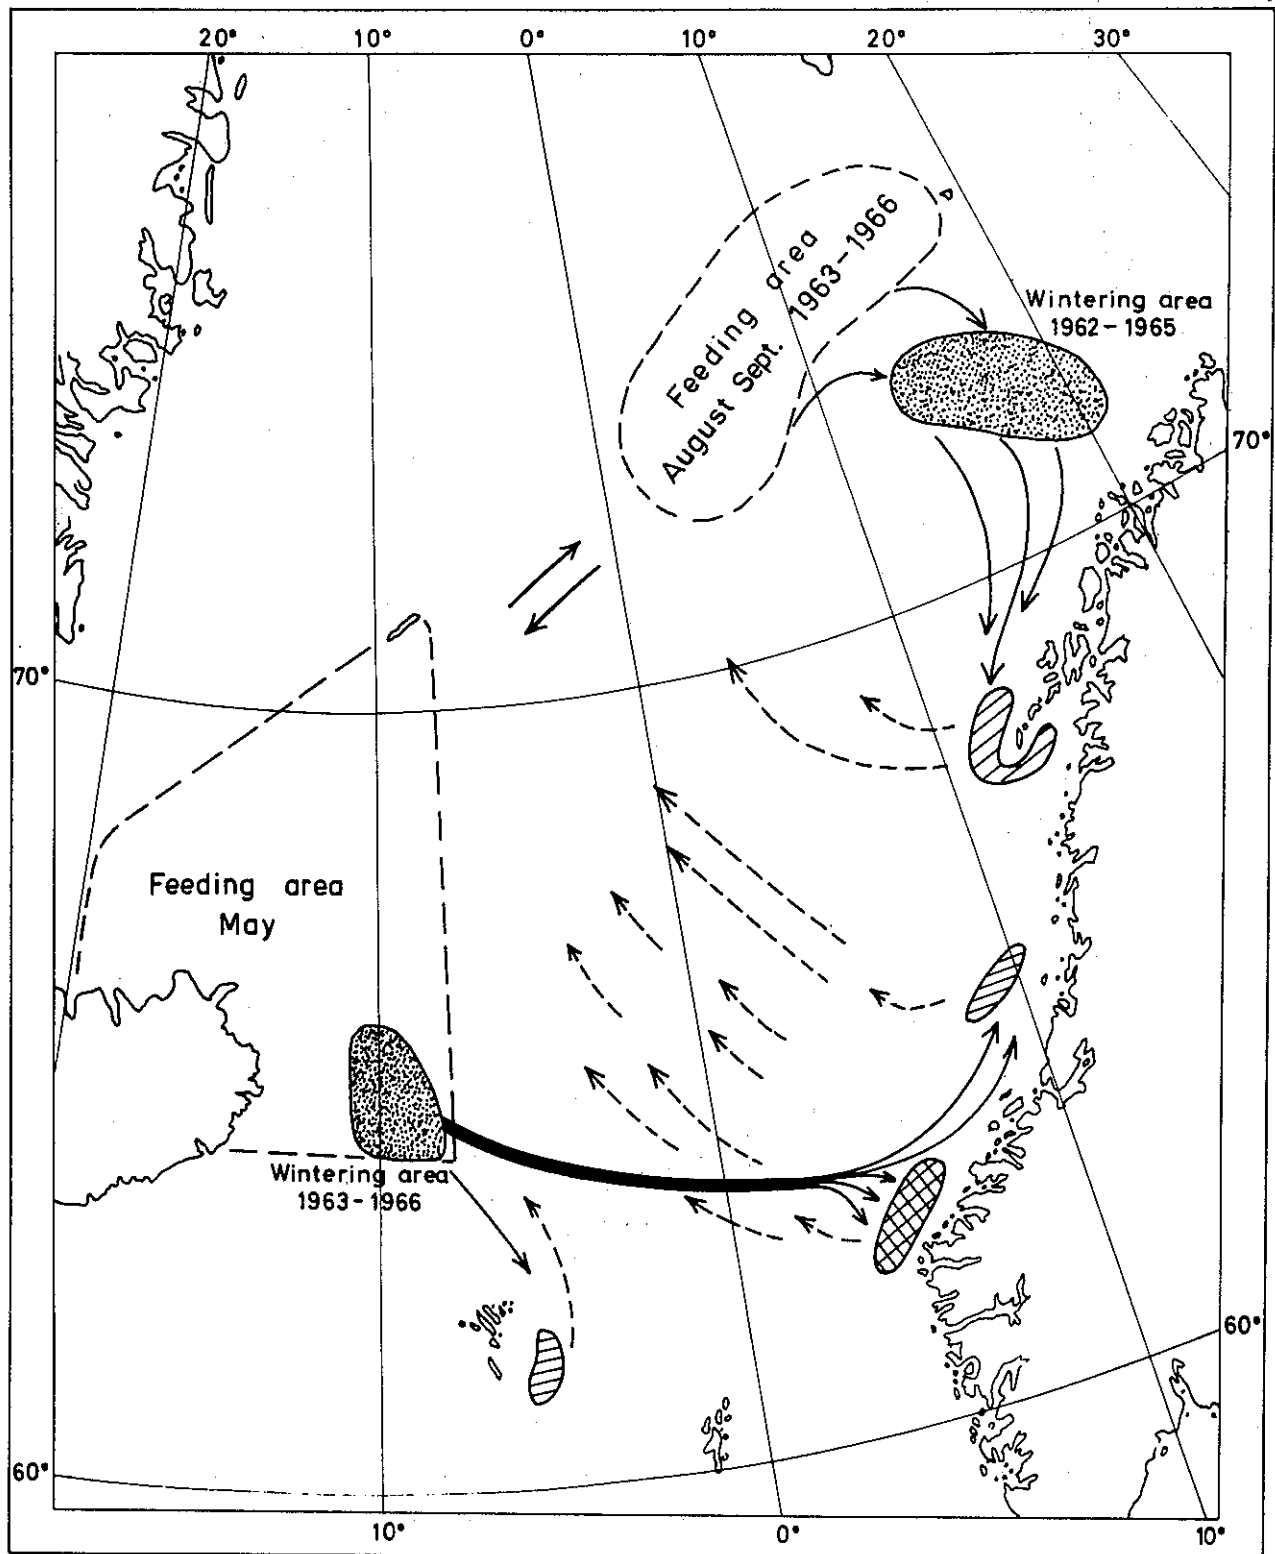 20° 10° 0° 10° 20° 30°
Feeding area
August Sept. 1963-1966
Wintering area
1962-1965
70°
70°
Feeding area
May
Wintering area
1963-1966
60°
60°
10° 0° 10°